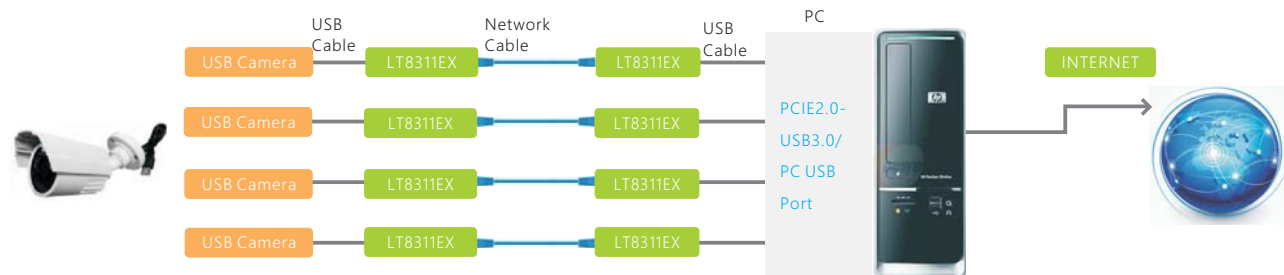 USB
Cable
Network
Cable
USB
Cable
PC
USB Camera
LT8311EX
LT8311EX
INTERNET
USB Camera
LT8311EX
LT8311EX
USB Camera
LT8311EX
LT8311EX
USB Camera
LT8311EX
LT8311EX
PCIE2.0-
USB3.0/
PC USB
Port
hp